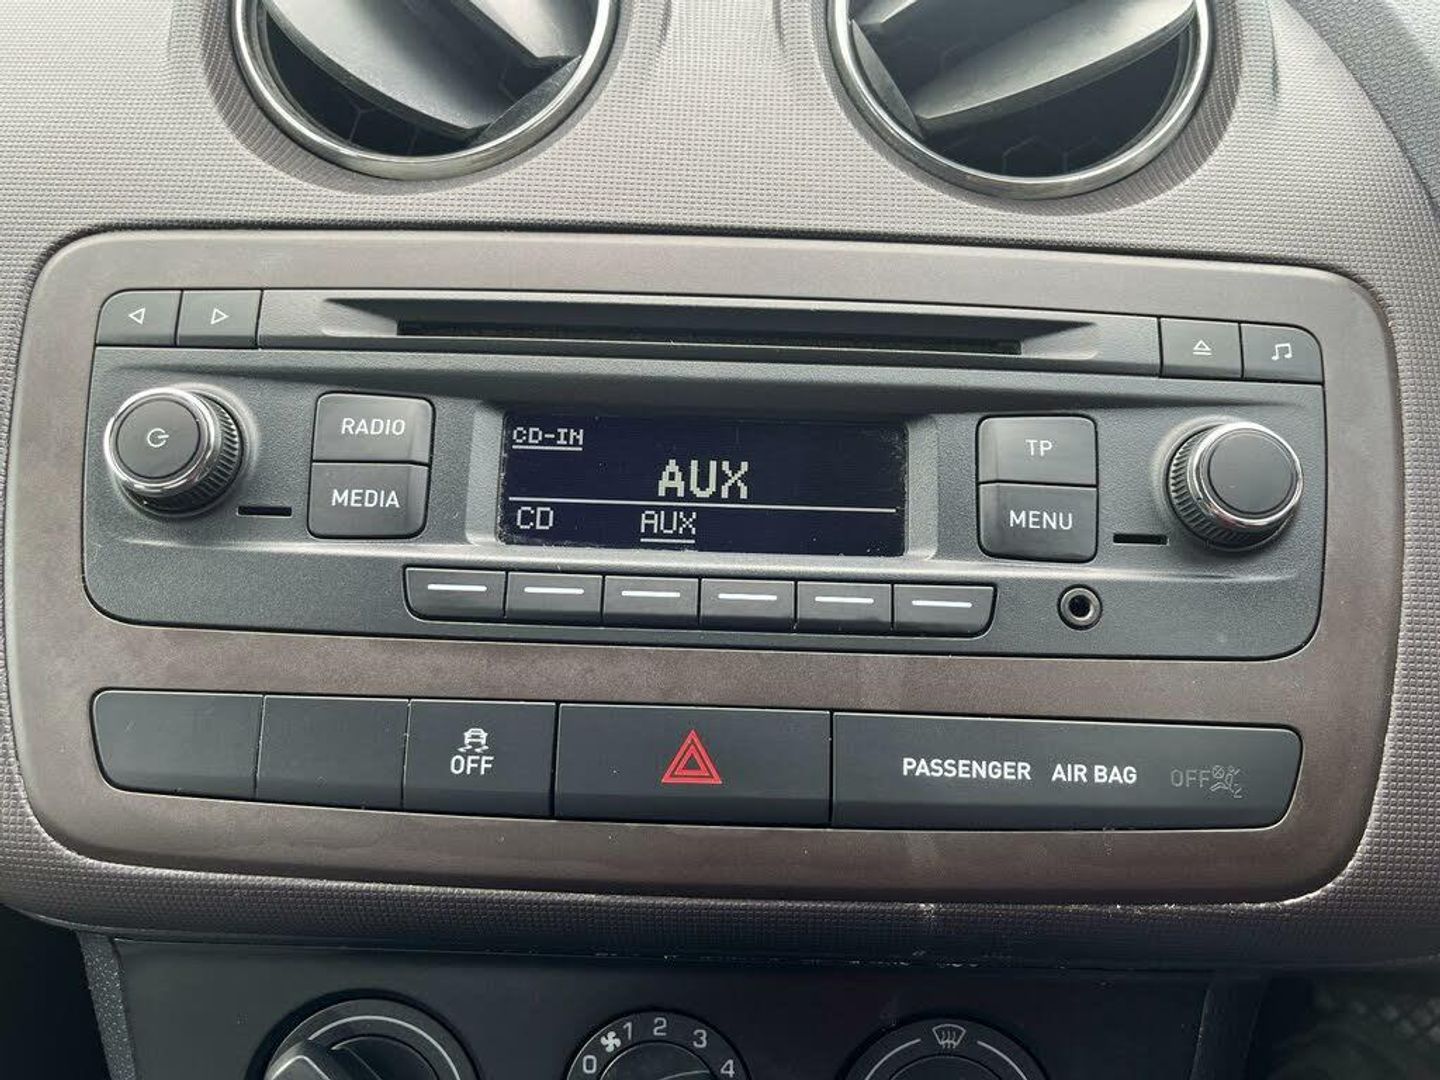 RADIO
MEDIA
CD-IN
AUX
CD AUX
TP
MENU
OFF
PASSENGER AIR BAG OFF 2
0 1 2 3 4